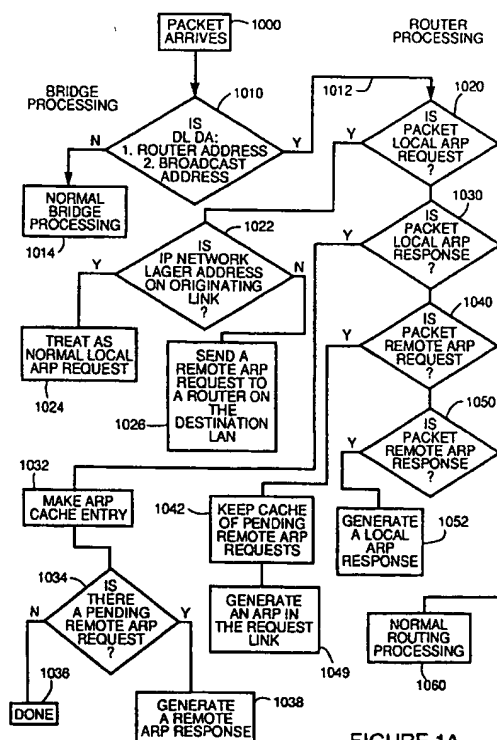 PACKET
ARRIVES
1000
ROUTER
PROCESSING
BRIDGE
PROCESSING
1010
1012
1020
IS
DL DA:
1. ROUTER ADDRESS
2. BROADCAST
ADDRESS
N
Y
IS
PACKET
LOCAL ARP
REQUEST
?
NORMAL
BRIDGE
PROCESSING
1014
1022
IS
IP NETWORK
LAGER ADDRESS
ON ORIGINATING
LINK
?
Y
N
1030
IS
PACKET
LOCAL ARP
RESPONSE
?
TREAT AS
NORMAL LOCAL
ARP REQUEST
1024
SEND A
REMOTE ARP
REQUEST TO
A ROUTER ON
THE
DESTINATION
LAN
1026
1040
Y
IS PACKET
REMOTE ARP
REQUEST
?
1050
Y
IS
PACKET
REMOTE ARP
RESPONSE
?
1032
MAKE ARP
CACHE ENTRY
1042
KEEP CACHE
OF PENDING
REMOTE ARP
REQUESTS
GENERATE
A LOCAL ARP
RESPONSE
1052
1034
IS
THERE
A PENDING
REMOTE ARP
REQUEST
?
N
Y
GENERATE
AN ARP IN
THE REQUEST
LINK
1049
NORMAL
ROUTING
PROCESSING
1060
1036
DONE
GENERATE
A REMOTE
ARP RESPONSE
1038
FIGURE 1A